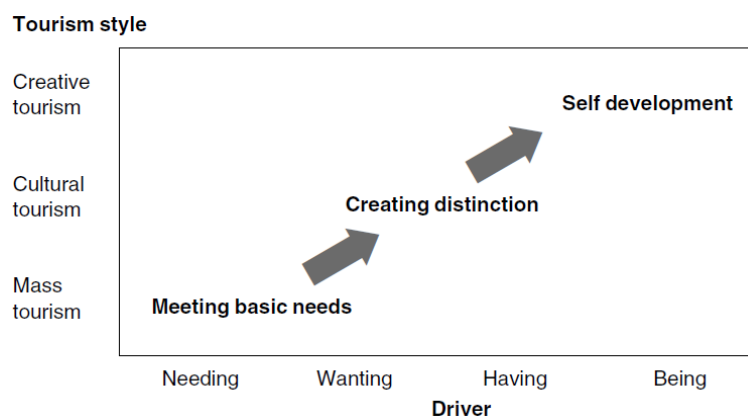 Tourism style
Creative
tourism
Self development
Cultural
tourism
Creating distinction
Mass
tourism
Meeting basic needs
Needing
Wanting
Having
Being
Driver